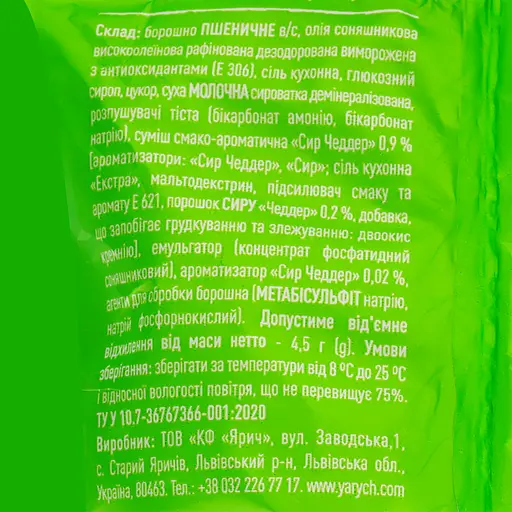 Склад: борошно ПШЕНИЧНЕ в/с, олія соняшникова
високоолеїнова рафінована дезодорована виморожена
з антиоксидантами (Е 306), сіль кухонна, глюкозний
сироп, цукор, суха МОЛОЧНА сироватка демінералізована,
розпушувачі тіста (бікарбонат амонію, бікарбонат
натрію), суміш смако-ароматична «Сир Чеддер» 0,9 %
(ароматизатори: «Сир Чеддер», «Сир»; сіль кухонна
«Екстра», мальтодекстрин, підсилювач смаку та
аромату Е 621, порошок СИРУ «Чеддер» 0,2 %, добавка,
що запобігає грудкуванню та злежуванню: двоокис
кремнію), емульгатор (концентрат фосфатидний
соняшниковий), ароматизатор «Сир Чеддер» 0,02 %,
агенти для обробки борошна (МЕТАБІСУЛЬФІТ натрію,
натрій фосфорнокислий). Допустиме від'ємне
відхилення від маси нетто - 4,5 г (g). Умови
зберігання: зберігати за температури від 8 ºС до 25 ºС
і відносної вологості повітря, що не перевищує 75%.
ТУ У 10.7-36767366-001:2020
Виробник: ТОВ «КФ «Ярич», вул. Заводська,1,
с. Старий Яричів, Львівський р-н, Львівська обл.,
Україна, 80463. Тел.: +38 032 226 77 17. www.yarych.com